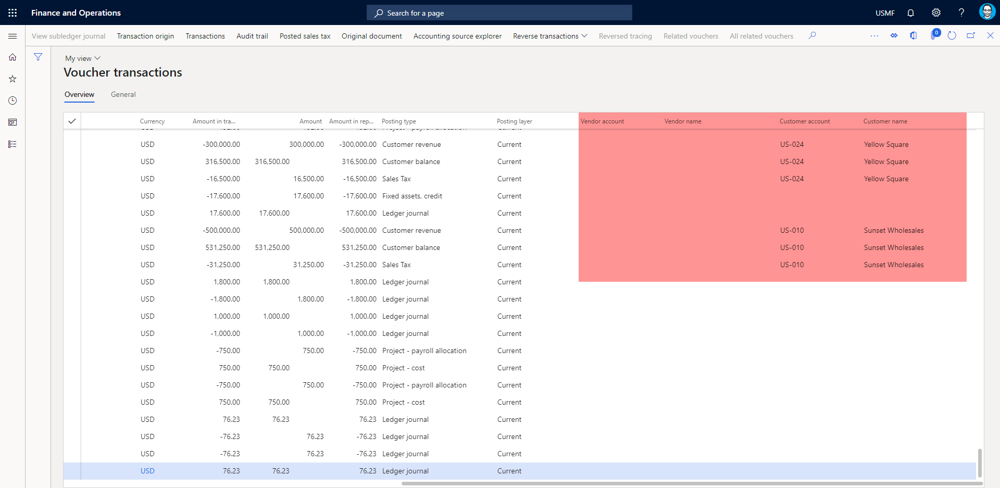 Finance and Operations
Search for a page
USMF
View subledger journal Transaction origin Transactions Audit trail Posted sales tax Original document Accounting source explorer Reverse transactions Reversed tracing Related vouchers All related vouchers ... 0
My view
Voucher transactions
Overview General
Currency Amount in tra... Amount Amount in rep... Posting type Posting layer Vendor account Vendor name Customer account Customer name
USD -300,000.00 300,000.00 -300,000.00 Customer revenue Current US-024 Yellow Square
USD 316,500.00 316,500.00 316,500.00 Customer balance Current US-024 Yellow Square
USD -16,500.00 16,500.00 -16,500.00 Sales Tax Current US-024 Yellow Square
USD -17,600.00 17,600.00 -17,600.00 Fixed assets, credit Current
USD 17,600.00 17,600.00 17,600.00 Ledger journal Current
USD -500,000.00 500,000.00 -500,000.00 Customer revenue Current US-010 Sunset Wholesales
USD 531,250.00 531,250.00 531,250.00 Customer balance Current US-010 Sunset Wholesales
USD -31,250.00 31,250.00 -31,250.00 Sales Tax Current US-010 Sunset Wholesales
USD 1,800.00 1,800.00 1,800.00 Ledger journal Current
USD -1,800.00 1,800.00 -1,800.00 Ledger journal Current
USD 1,000.00 1,000.00 1,000.00 Ledger journal Current
USD -1,000.00 1,000.00 -1,000.00 Ledger journal Current
USD -750.00 750.00 -750.00 Project - payroll allocation Current
USD 750.00 750.00 750.00 Project - cost Current
USD -750.00 750.00 -750.00 Project - payroll allocation Current
USD 750.00 750.00 750.00 Project - cost Current
USD 76.23 76.23 76.23 Ledger journal Current
USD -76.23 76.23 -76.23 Ledger journal Current
USD -76.23 76.23 -76.23 Ledger journal Current
USD 76.23 76.23 76.23 Ledger journal Current